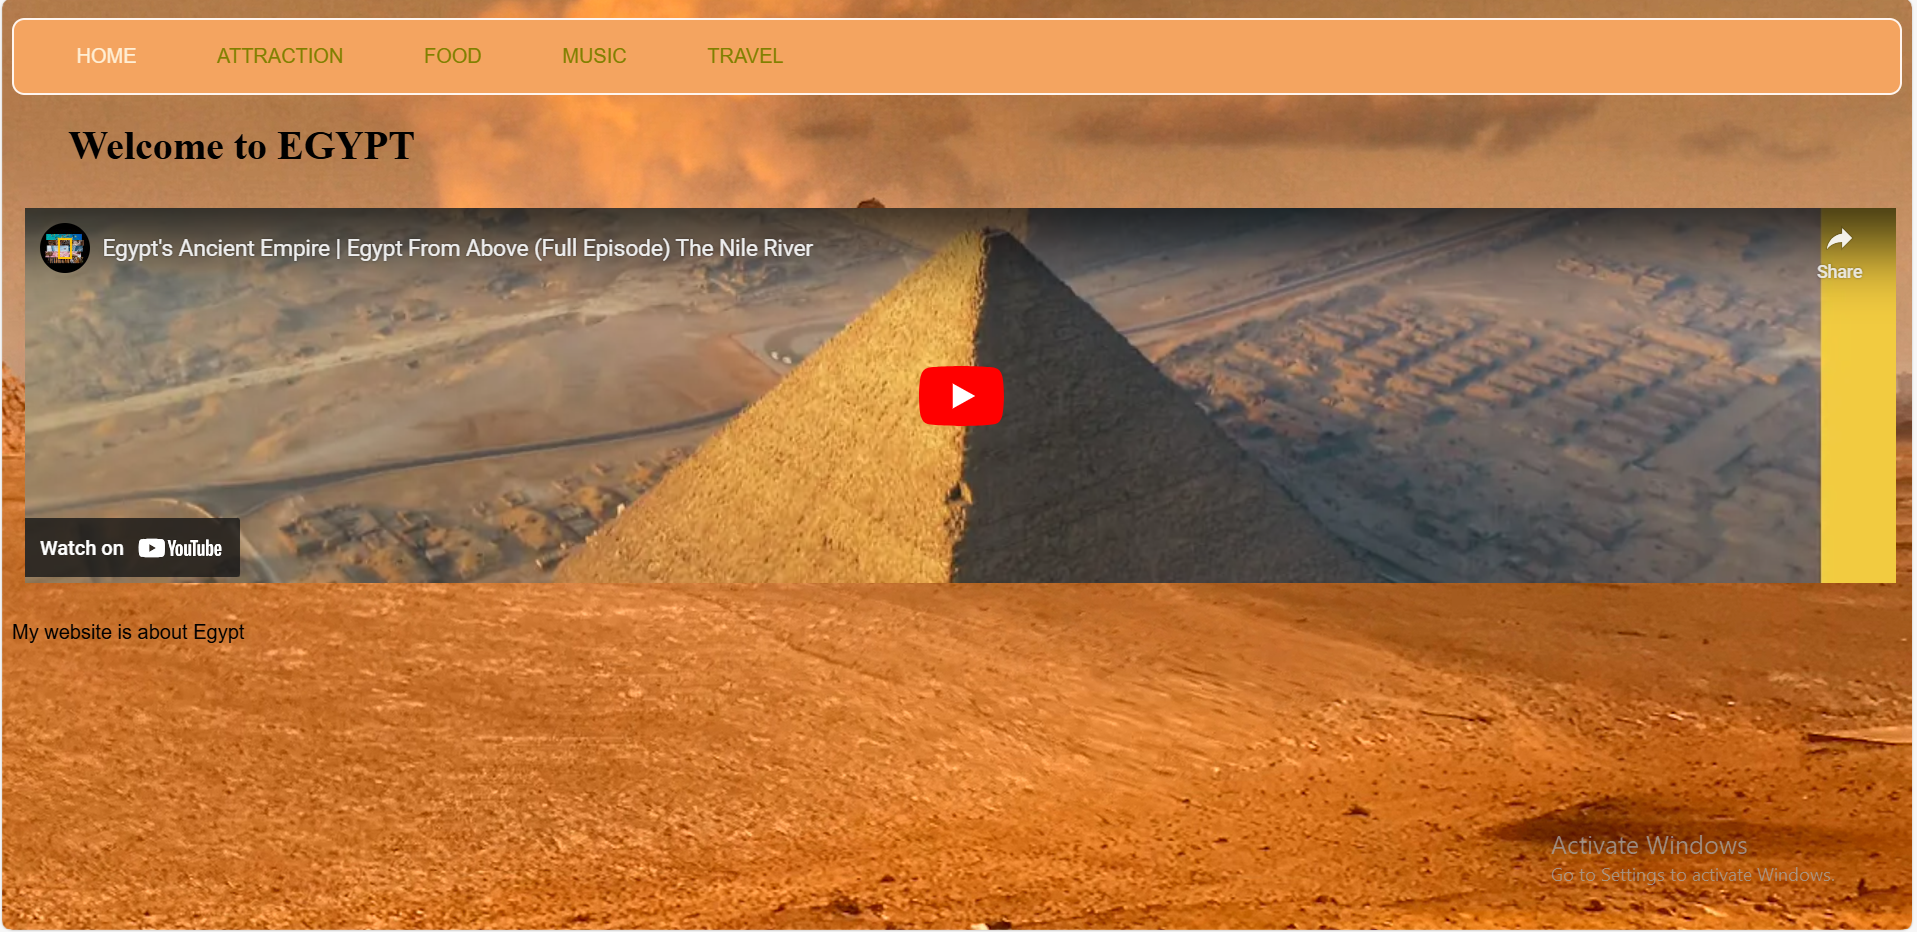 HOME ATTRACTION FOOD MUSIC TRAVEL
Welcome to EGYPT
Egypt's Ancient Empire | Egypt From Above (Full Episode) The Nile River
Share
Watch on YouTube
My website is about Egypt
Activate Windows
Go to Settings to activate Windows.